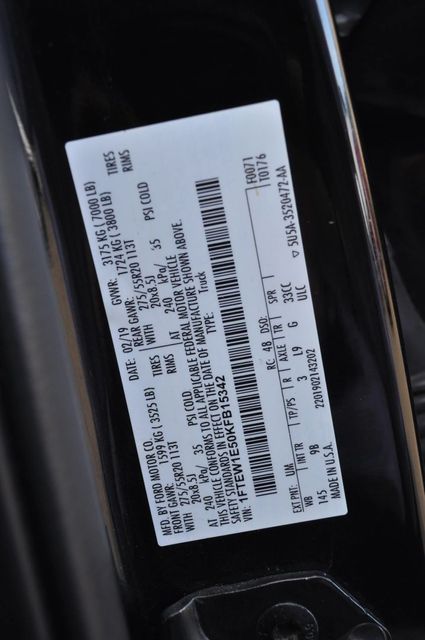 MFD. BY FORD MOTOR CO.
DATE: 02/19 GVWR: 3175 KG ( 7000 LB)
FRONT GAWR: 1599 KG ( 3525 LB) REAR GAWR: 1724 KG ( 3800 LB)
WITH 275/55R20 113T TIRES WITH 275/55R20 113T TIRES
20x8.5J RIMS 20x8.5J RIMS
AT 240 kPa/ 35 PSI COLD AT 240 kPa/ 35 PSI COLD
THIS VEHICLE CONFORMS TO ALL APPLICABLE FEDERAL MOTOR VEHICLE
SAFETY STANDARDS IN EFFECT ON THE DATE OF MANUFACTURE SHOWN ABOVE.
VIN: 1FTEW1E50KFB15342 TYPE: Truck
F0071
T0176
EXT PNT: UM RC: 48 DSO:
WB INT TR TP/PS R AXLE TR SPR
145 9B 3 L9 G 33CC
ULC
MADE IN U.S.A. 2201902143202 ▽ 5U5A-3520472-AA